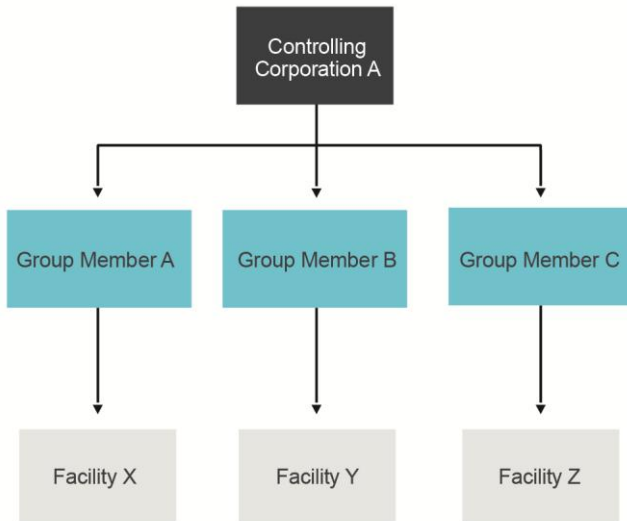 Controlling
Corporation A
Group Member A
Group Member B
Group Member C
Facility X
Facility Y
Facility Z